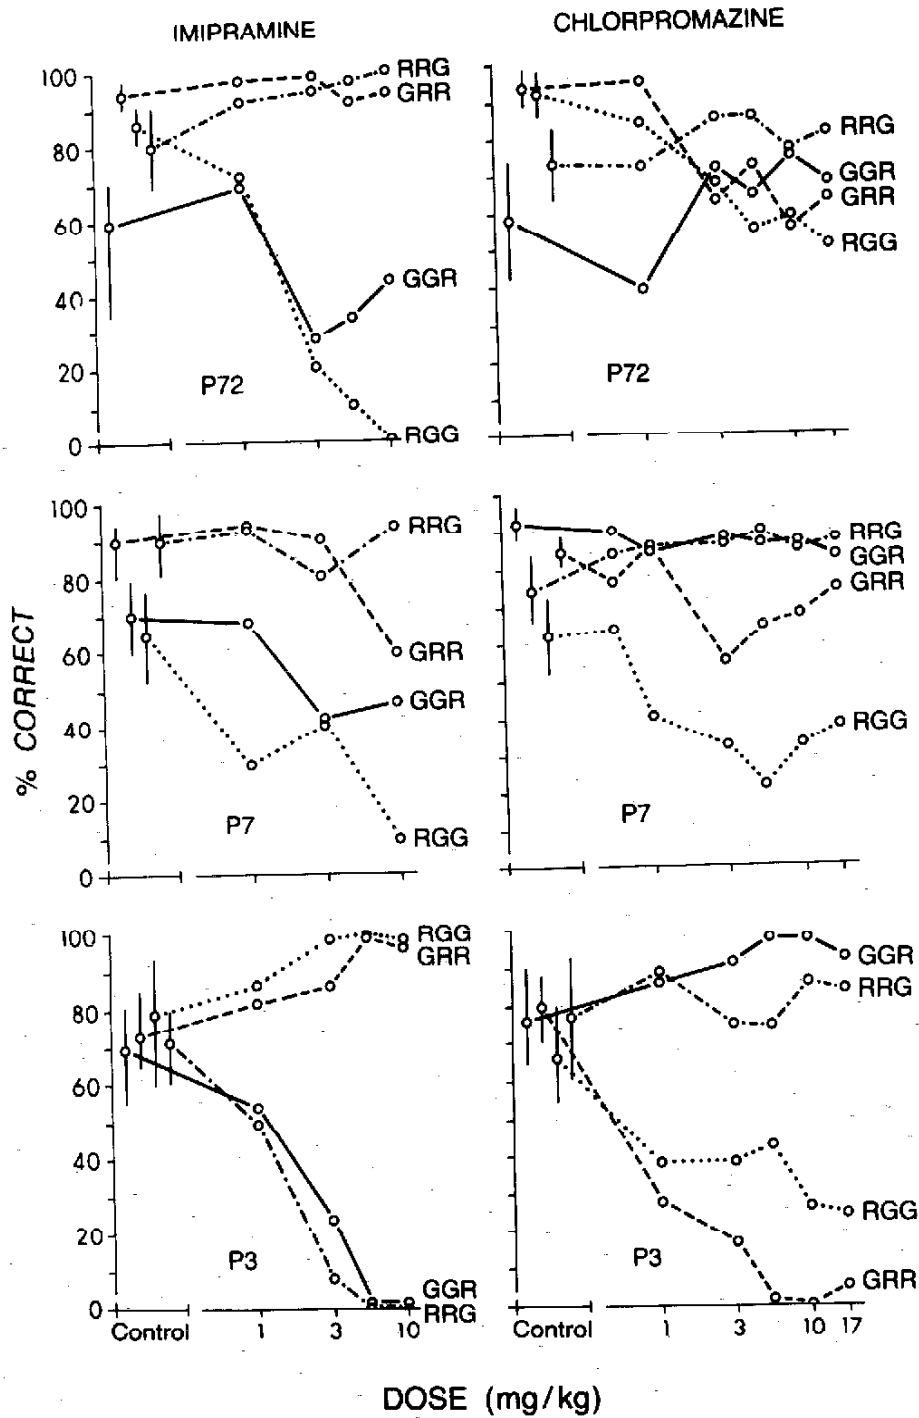 IMIPRAMINE
CHLORPROMAZINE
100
80
60
40
20
0
RRG
GRR
GGR
RGG
P72
RRG
GGR
GRR
RGG
P72
% CORRECT
100
80
60
40
20
0
RRG
GRR
GGR
RGG
P7
RRG
GGR
GRR
RGG
P7
100
80
60
40
20
0
RGG
GRR
GGR
RRG
P3
GGR
RRG
RGG
GRR
P3
Control 1 3 10
Control 1 3 10 17
DOSE (mg/kg)